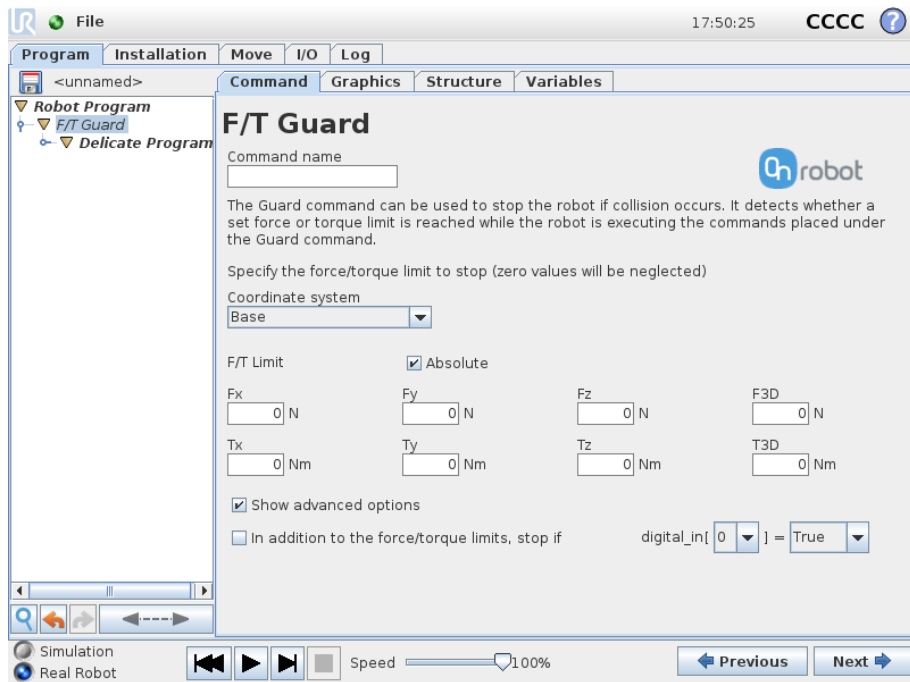 File
17:50:25
CCCC
?
Program Installation Move I/O Log
<unnamed>
Command Graphics Structure Variables
Robot Program
F/T Guard
Delicate Program
F/T Guard
Command name
On robot
The Guard command can be used to stop the robot if collision occurs. It detects whether a
set force or torque limit is reached while the robot is executing the commands placed under
the Guard command.
Specify the force/torque limit to stop (zero values will be neglected)
Coordinate system
Base
F/T Limit Absolute
Fx Fy Fz F3D
0 N 0 N 0 N 0 N
Tx Ty Tz T3D
0 Nm 0 Nm 0 Nm 0 Nm
Show advanced options
In addition to the force/torque limits, stop if digital_in[ 0 ] = True
Simulation
Real Robot
Speed 100%
Previous Next